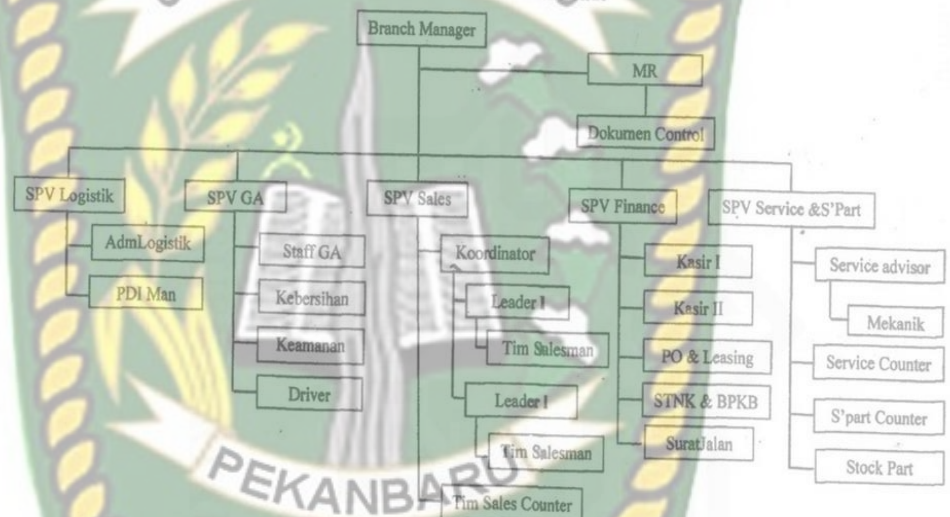 Branch Manager
MR
Dokumen Control
SPV Logistik
SPV GA
SPV Sales
SPV Finance
SPV Service &S'Part
AdmLogistik
PDI Man
Staff GA
Kebersihan
Keamanan
Driver
Koordinator
Leader I
Tim Salesman
Leader I
Tim Salesman
Tim Sales Counter
Kasir I
Kasir II
PO & Leasing
STNK & BPKB
SuratJalan
Service advisor
Mekanik
Service Counter
S'part Counter
Stock Part
PEKANBARU